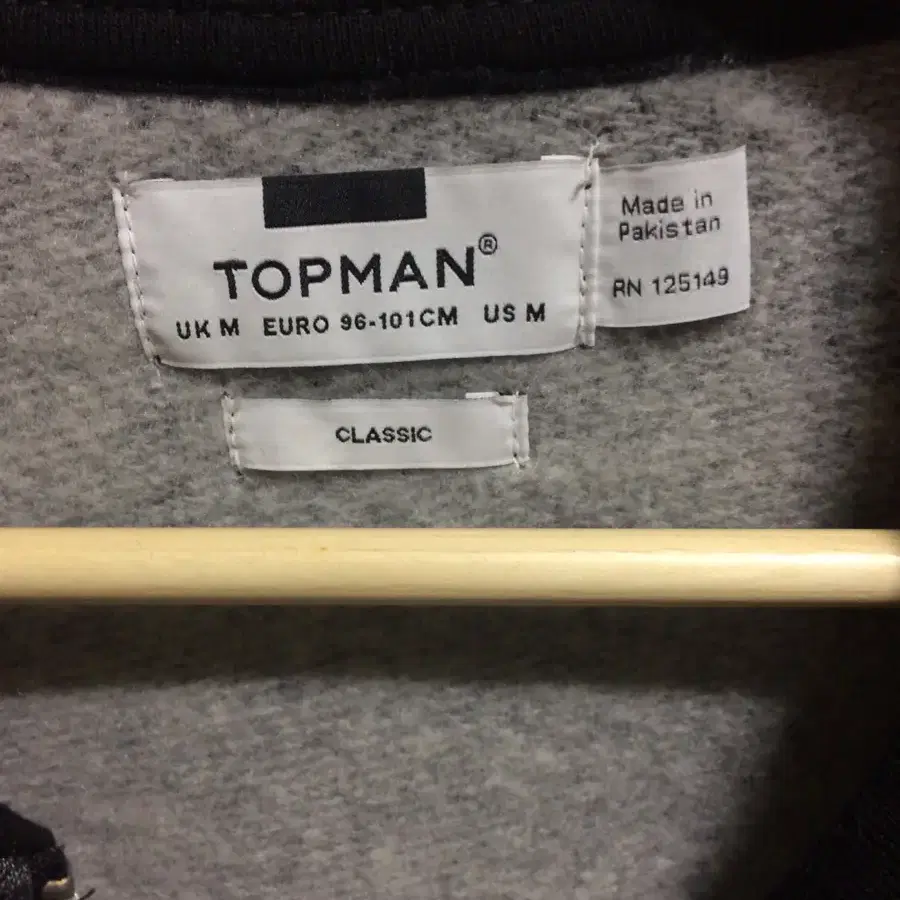 TOPMAN®
UK M EURO 96-101CM US M
Made in
Pakistan
RN 125149
CLASSIC